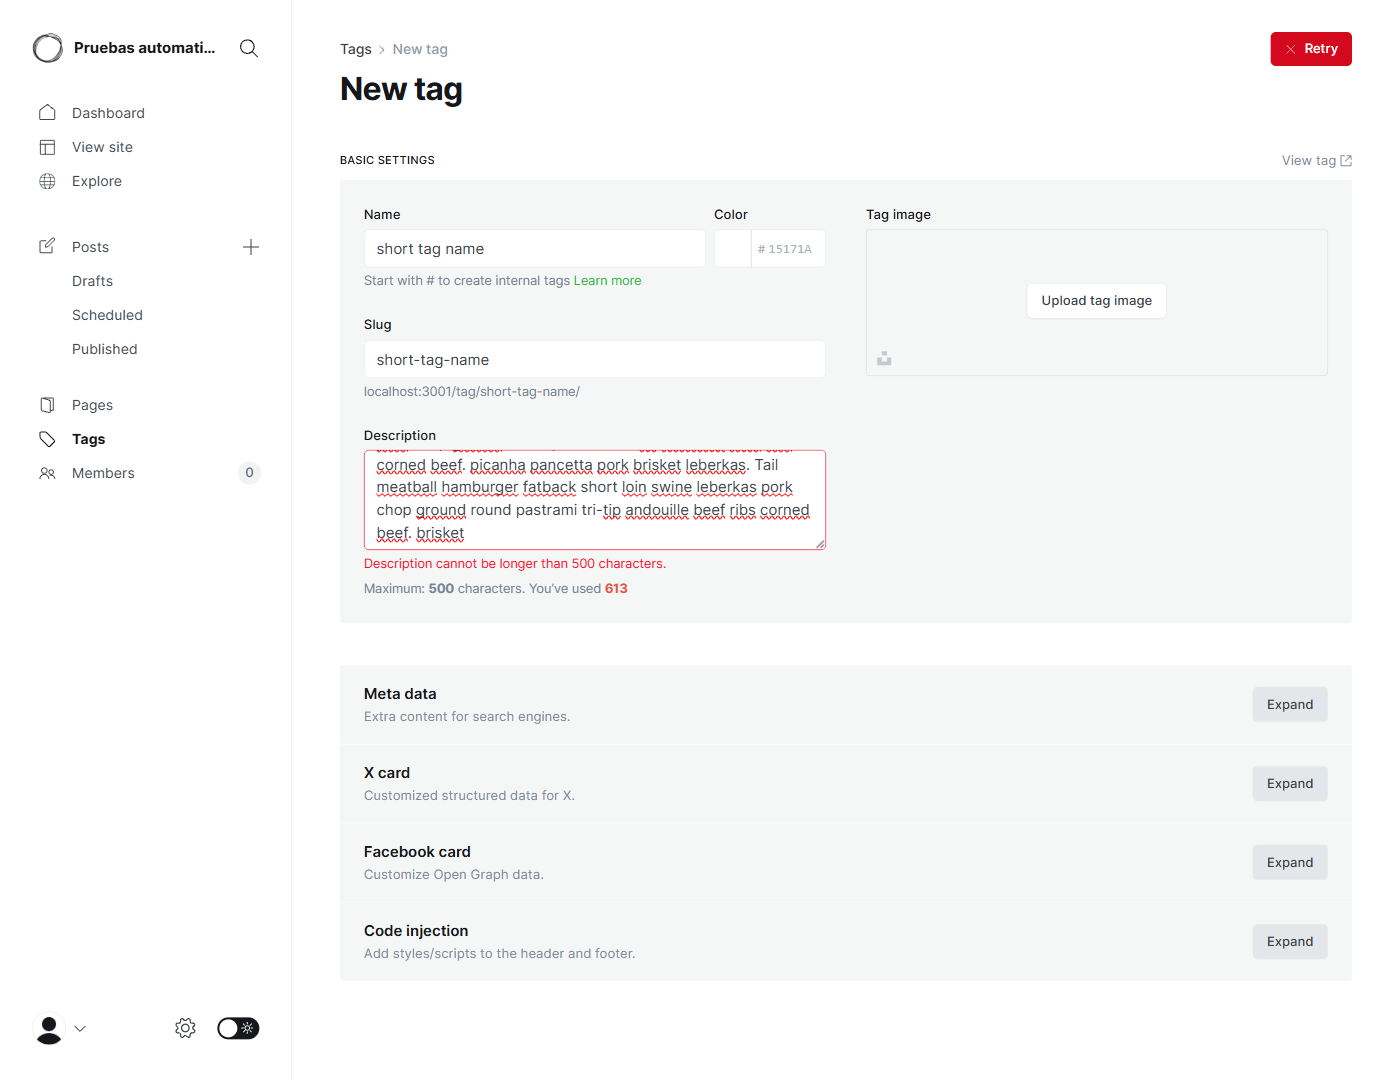 Pruebas automati...
Dashboard
View site
Explore
Posts
Drafts
Scheduled
Published
Pages
Tags
Members
0
Tags > New tag
Retry
New tag
BASIC SETTINGS
View tag
Name
short tag name
Start with # to create internal tags Learn more
Color
# 15171A
Slug
short-tag-name
localhost:3001/tag/short-tag-name/
Description
corned beef. picanha pancetta pork brisket leberkas. Tail
meatball hamburger fatback short loin swine leberkas pork
chop ground round pastrami tri-tip andouille beef ribs corned
beef. brisket
Description cannot be longer than 500 characters.
Maximum: 500 characters. You’ve used 613
Tag image
Upload tag image
Meta data
Extra content for search engines.
Expand
X card
Customized structured data for X.
Expand
Facebook card
Customize Open Graph data.
Expand
Code injection
Add styles/scripts to the header and footer.
Expand